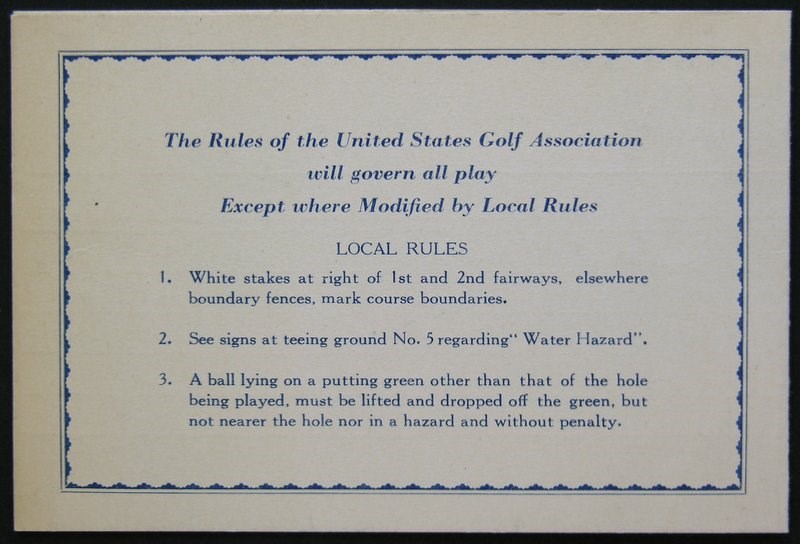 The Rules of the United States Golf Association
will govern all play
Except where Modified by Local Rules
LOCAL RULES
1. White stakes at right of 1st and 2nd fairways, elsewhere
boundary fences, mark course boundaries.
2. See signs at teeing ground No. 5 regarding" Water Hazard".
3. A ball lying on a putting green other than that of the hole
being played, must be lifted and dropped off the green, but
not nearer the hole nor in a hazard and without penalty.